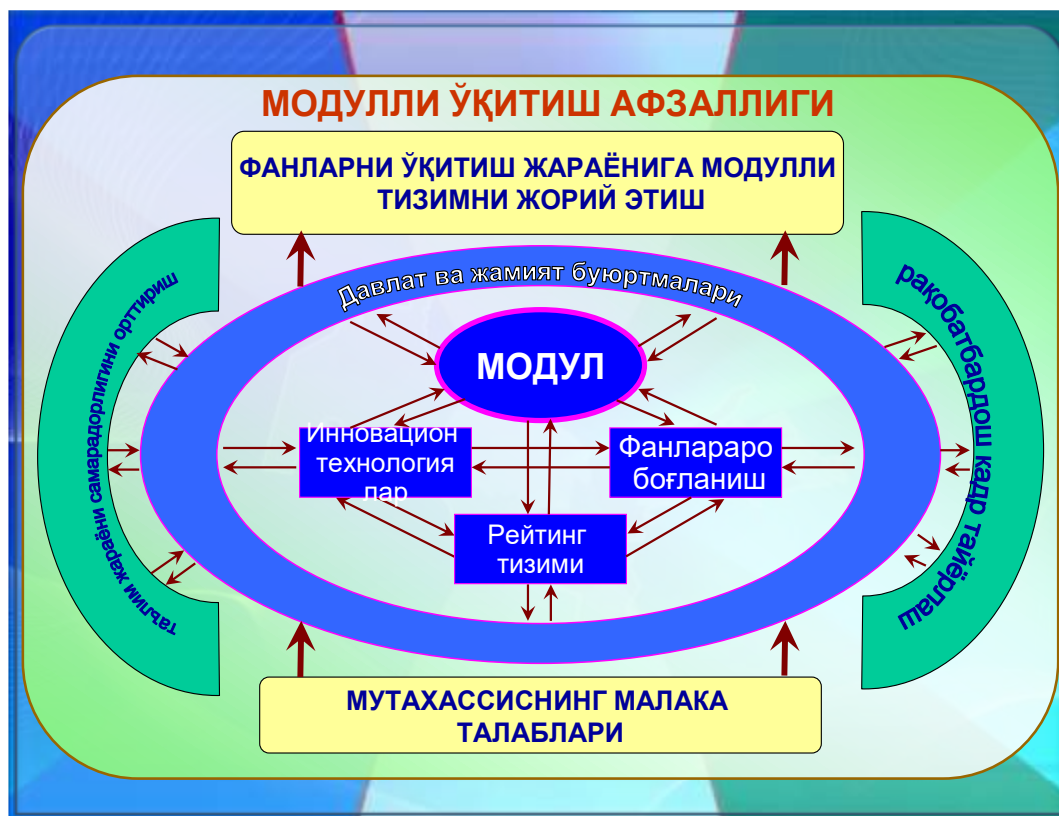 МОДУЛЛИ ЎҚИТИШ АФЗАЛЛИГИ
ФАНЛАРНИ ЎҚИТИШ ЖАРАЁНИГА МОДУЛЛИ
ТИЗИМНИ ЖОРИЙ ЭТИШ
Давлат ва жамият буюртмалари
таълим жараёни самарадорлигини орттириш
рақобатбардош кадр тайёрлаш
МОДУЛ
Инновацион
технология
лар
Фанлараро
боғланиш
Рейтинг
тизими
МУТАХАССИСНИНГ МАЛАКА
ТАЛАБЛАРИ